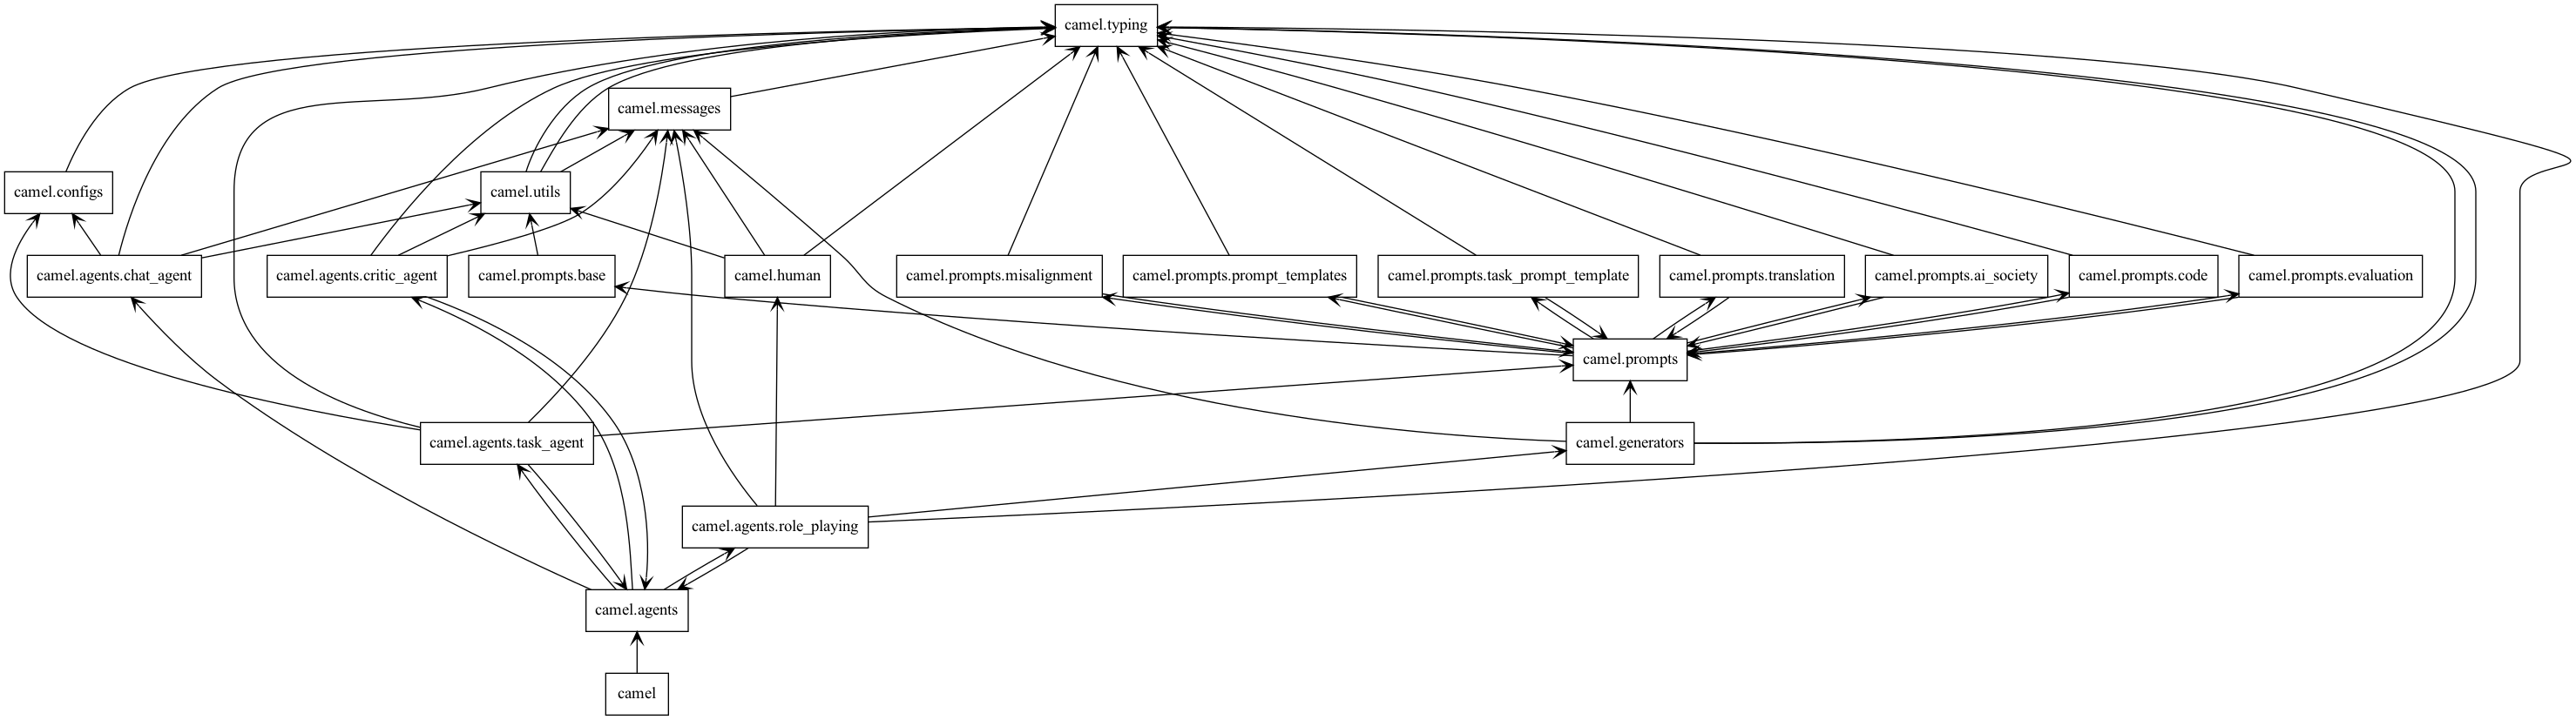 camel.typing
camel.messages
camel.configs
camel.utils
camel.agents.chat_agent
camel.agents.critic_agent
camel.prompts.base
camel.human
camel.prompts.misalignment
camel.prompts.prompt_templates
camel.prompts.task_prompt_template
camel.prompts.translation
camel.prompts.ai_society
camel.prompts.code
camel.prompts.evaluation
camel.prompts
camel.agents.task_agent
camel.generators
camel.agents.role_playing
camel.agents
camel